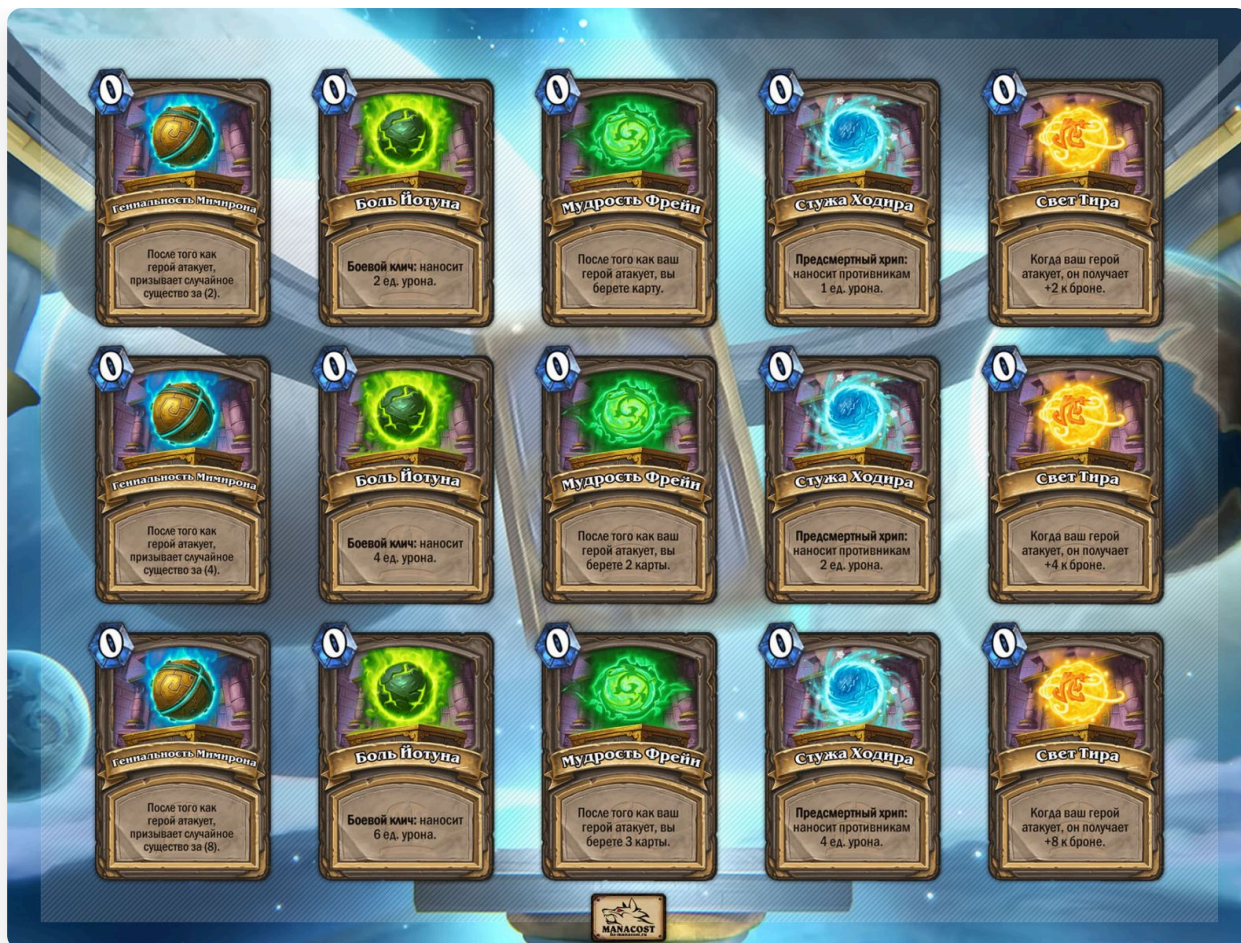 0
Гениальность Мимирона
После того как
герой атакует,
призывает случайное
существо за (2).
0
Боль Йотуна
Боевой клич: наносит
2 ед. урона.
0
Мудрость Фрейи
После того как ваш
герой атакует, вы
берете карту.
0
Стужа Ходира
Предсмертный хрип:
наносит противникам
1 ед. урона.
0
Свет Тира
Когда ваш герой
атакует, он получает
+2 к броне.
0
Гениальность Мимирона
После того как
герой атакует,
призывает случайное
существо за (4).
0
Боль Йотуна
Боевой клич: наносит
4 ед. урона.
0
Мудрость Фрейи
После того как ваш
герой атакует, вы
берете 2 карты.
0
Стужа Ходира
Предсмертный хрип:
наносит противникам
2 ед. урона.
0
Свет Тира
Когда ваш герой
атакует, он получает
+4 к броне.
0
Гениальность Мимирона
После того как
герой атакует,
призывает случайное
существо за (8).
0
Боль Йотуна
Боевой клич: наносит
6 ед. урона.
0
Мудрость Фрейи
После того как ваш
герой атакует, вы
берете 3 карты.
0
Стужа Ходира
Предсмертный хрип:
наносит противникам
4 ед. урона.
0
Свет Тира
Когда ваш герой
атакует, он получает
+8 к броне.
MANACOST
hs-manacost.ru